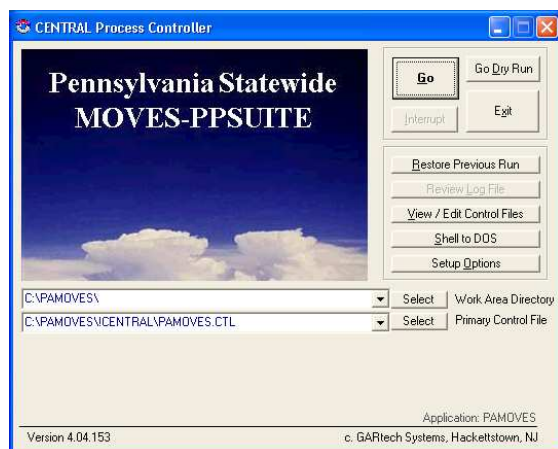 CENTRAL Process Controller
Pennsylvania Statewide
MOVES-PPSUITE
Go
Go Dry Run
Interrupt
Exit
Restore Previous Run
Review Log File
View / Edit Control Files
Shell to DOS
Setup Options
C:\PAMOVES\
Select
Work Area Directory
C:\PAMOVES\ICENTRAL\PAMOVES.CTL
Select
Primary Control File
Application: PAMOVES
Version 4.04.153
c. GARtech Systems, Hackettstown, NJ